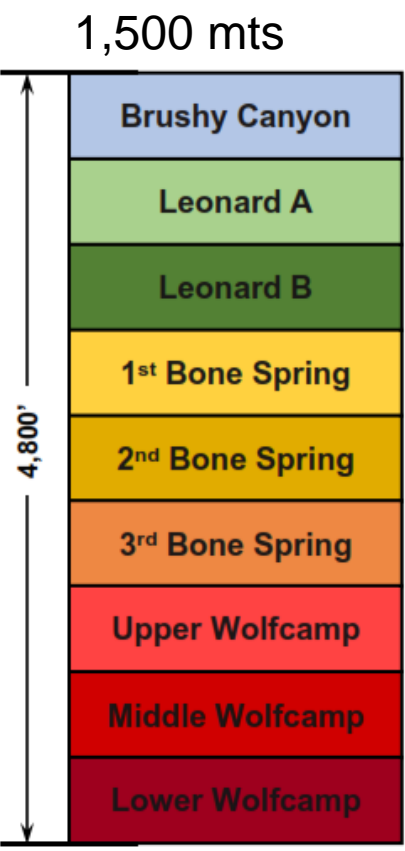 1,500 mts
Brushy Canyon
Leonard A
Leonard B
1st Bone Spring
4,800’
2nd Bone Spring
3rd Bone Spring
Upper Wolfcamp
Middle Wolfcamp
Lower Wolfcamp